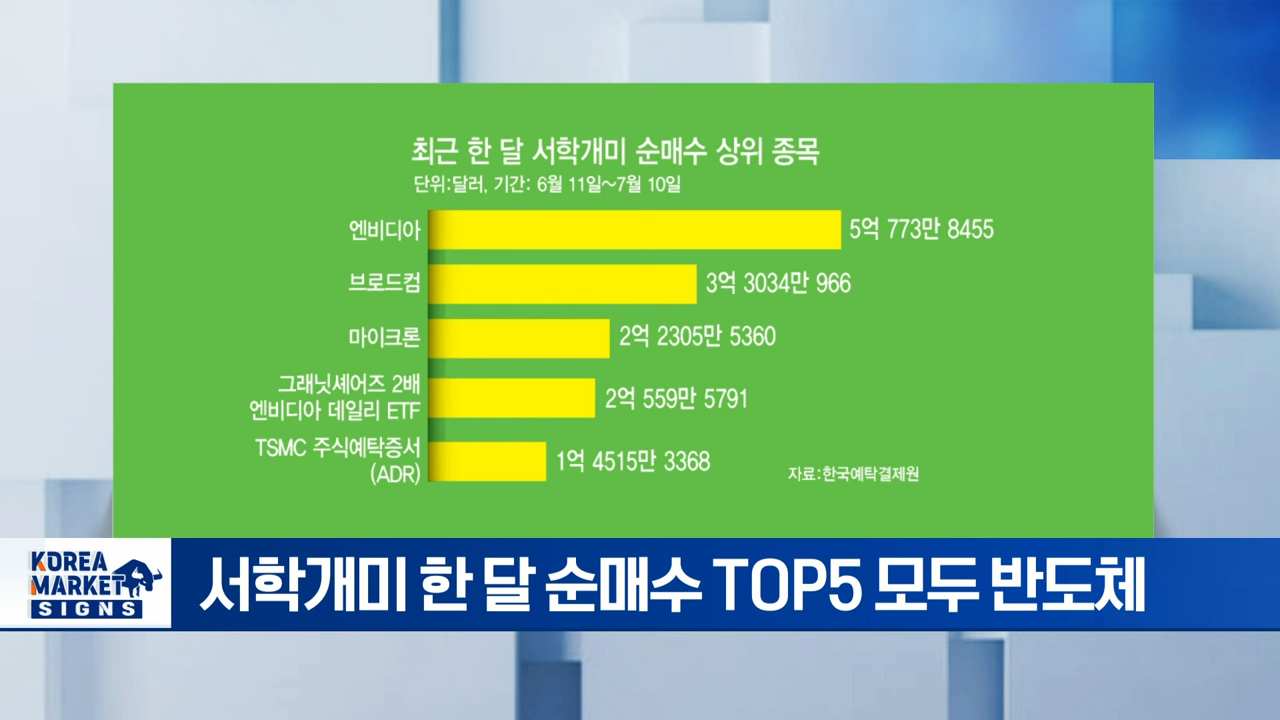 최근 한 달 서학개미 순매수 상위 종목
단위:달러, 기간: 6월 11일~7월 10일
엔비디아 5억 773만 8455
브로드컴 3억 3034만 966
마이크론 2억 2305만 5360
그래닛셰어즈 2배
엔비디아 데일리 ETF 2억 559만 5791
TSMC 주식예탁증서
(ADR) 1억 4515만 3368
자료:한국예탁결제원
KOREA
MARKET
SIGNS
서학개미 한 달 순매수 TOP5 모두 반도체